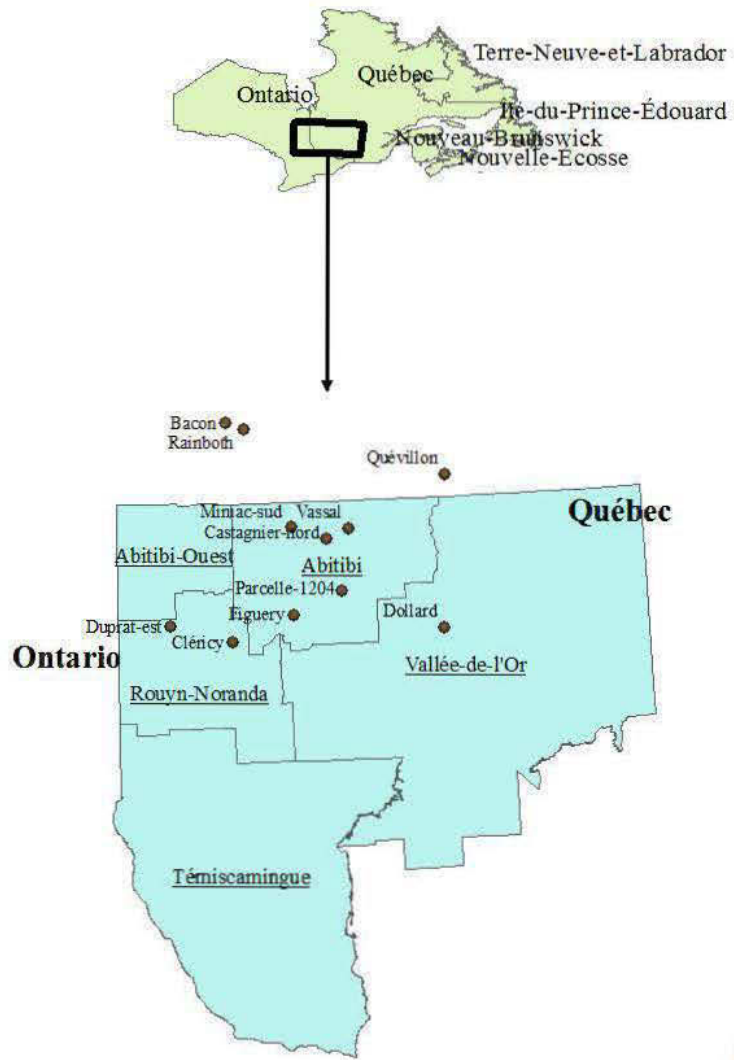 Terre-Neuve-et-Labrador
Québec
Ontario
Île-du-Prince-Édouard
Nouveau-Brunswick
Nouvelle-Ecosse
Bacon
Rainboth
Quévillon
Miniac-sud
Vassal
Québec
Castagnier-nord
Abitibi-Ouest
Abitibi
Parcelle-1204
Figuery
Dollard
Duprat-est
Cléricy
Ontario
Vallée-de-l'Or
Rouyn-Noranda
Témiscamingue